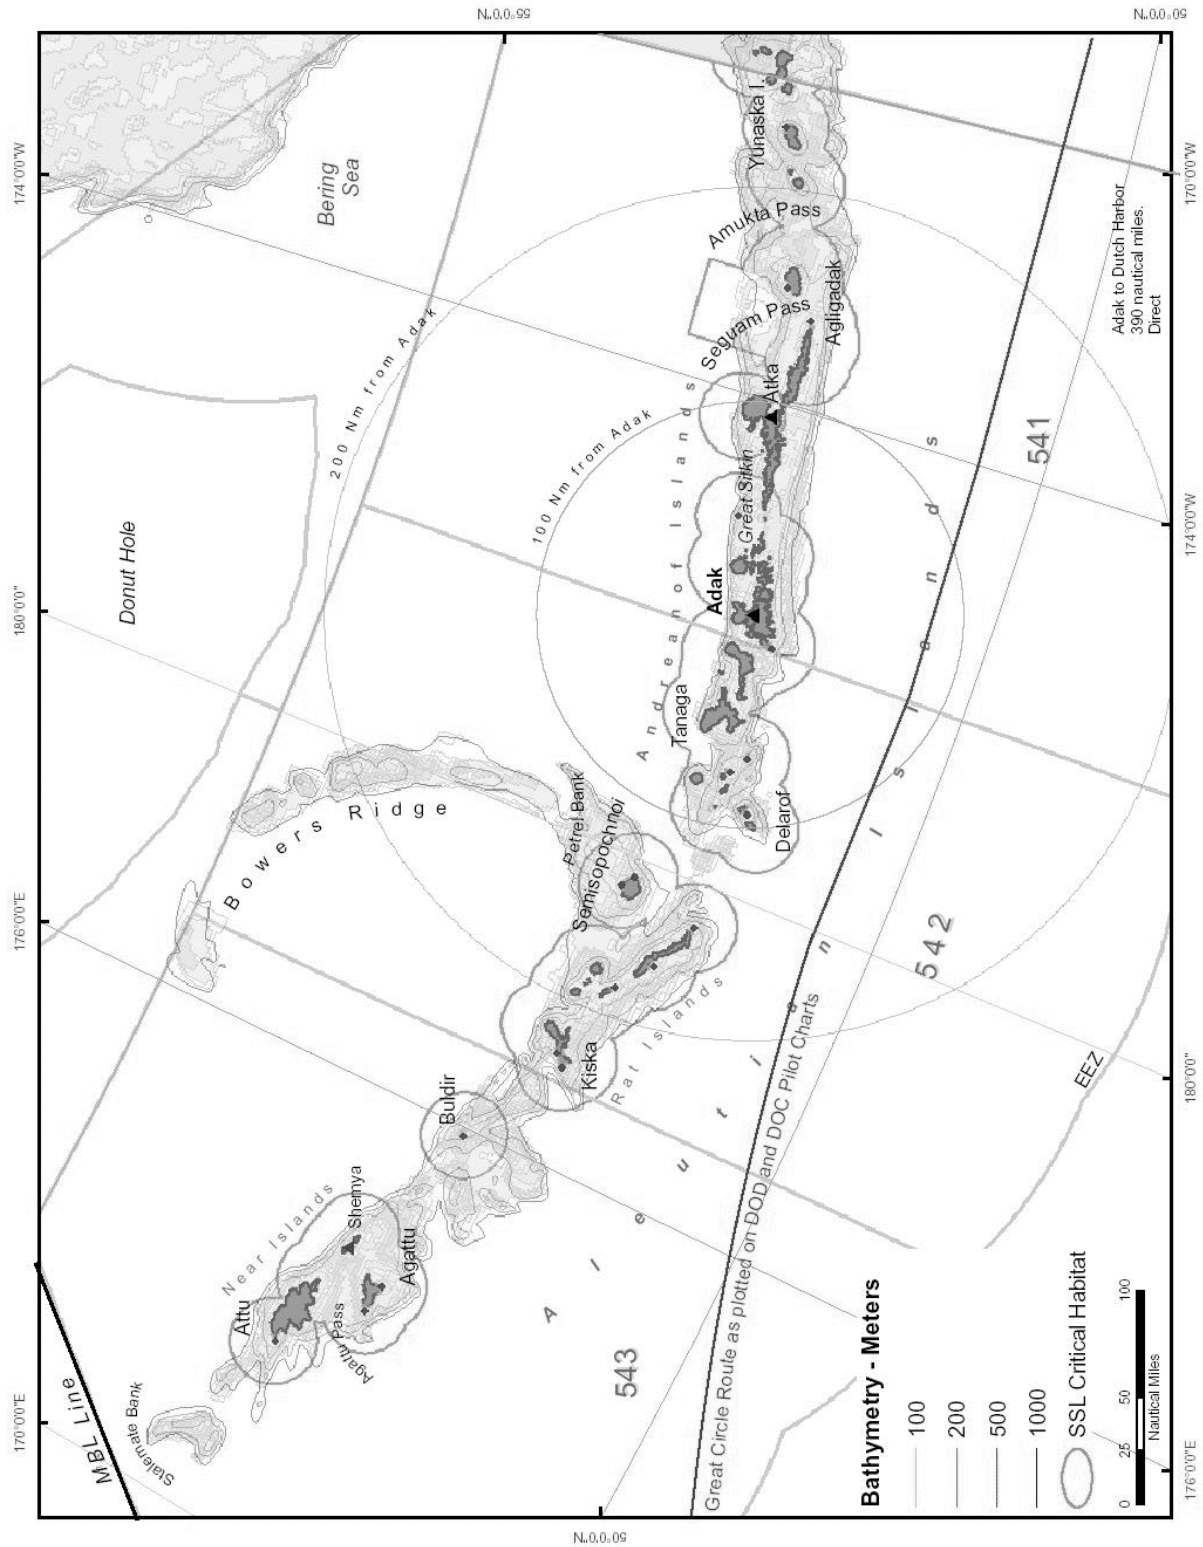 170°0'0"E
176°0'0"E
180°0'0"
174°0'0"W
55°0'0"N
50°0'0"N
MBL Line
Stalemate Bank
Attu
Near Islands
Agattu Pass
Shemya
Agattu
Buldir
Bowers Ridge
Donut Hole
Bering
Sea
200 Nm from Adak
100 Nm from Adak
Petrel Bank
Semisopochnoi
Kiska
Rat Islands
Andreanof Islands
Tanaga
Delarof
Adak
Great Sitkin
Atka
Seguam Pass
Agligadak
Amukta Pass
Yunaska I.
Aleutian Islands
543
542
541
Great Circle Route as plotted on DOD and DOC Pilot Charts
EEZ
Adak to Dutch Harbor
390 nautical miles.
Direct
Bathymetry - Meters
100
200
500
1000
SSL Critical Habitat
0 25 50 100
Nautical Miles
176°0'0"E
180°0'0"
174°0'0"W
170°0'0"W
50°0'0"N